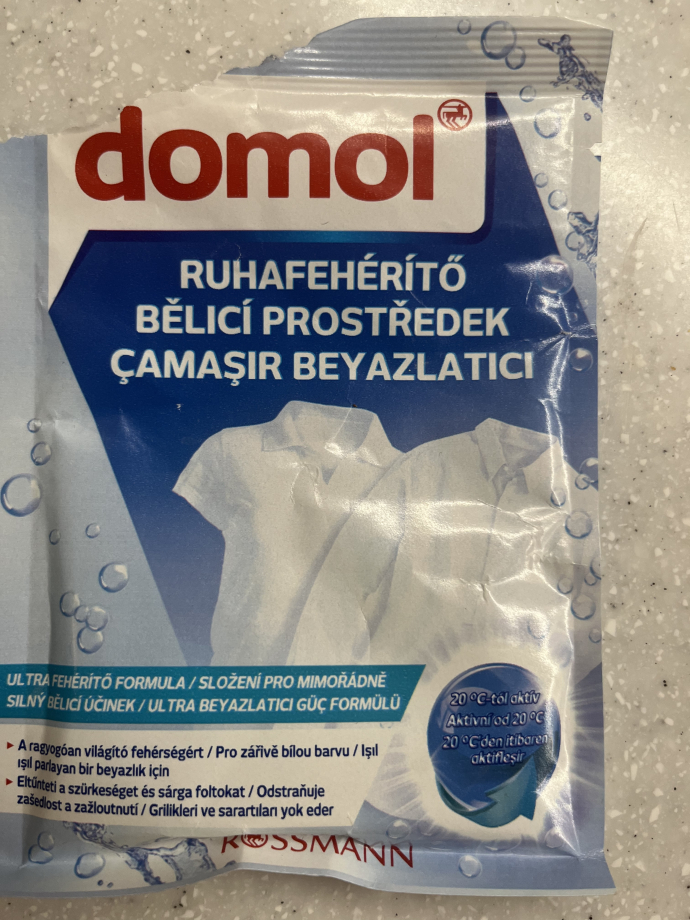 domol
RUHAFEHÉRÍTŐ
BĚLICÍ PROSTŘEDEK
ÇAMAŞIR BEYAZLATICI
ULTRAFEHÉRÍTŐ FORMULA / SLOŽENÍ PRO MIMOŘÁDNĚ
SILNÝ BĚLICÍ ÚČINEK / ULTRA BEYAZLATICI GÜÇ FORMÜLÜ
20 °C-tól aktív
Aktivní od 20 °C
20 °C'den itibaren
aktifleşir
▸ A ragyogóan világító fehérségért / Pro zářivě bílou barvu / Işıl
ışıl parlayan bir beyazlık için
▸ Eltünteti a szürkeséget és sárga foltokat / Odstraňuje
zašedlost a zažloutnutí / Grilikleri ve sarartıları yok eder
ROSSMANN